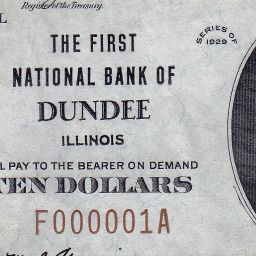 Register of the Treasury.
SERIES OF
1929
THE FIRST
NATIONAL BANK OF
DUNDEE
ILLINOIS
PAY TO THE BEARER ON DEMAND
TEN DOLLARS
F000001A